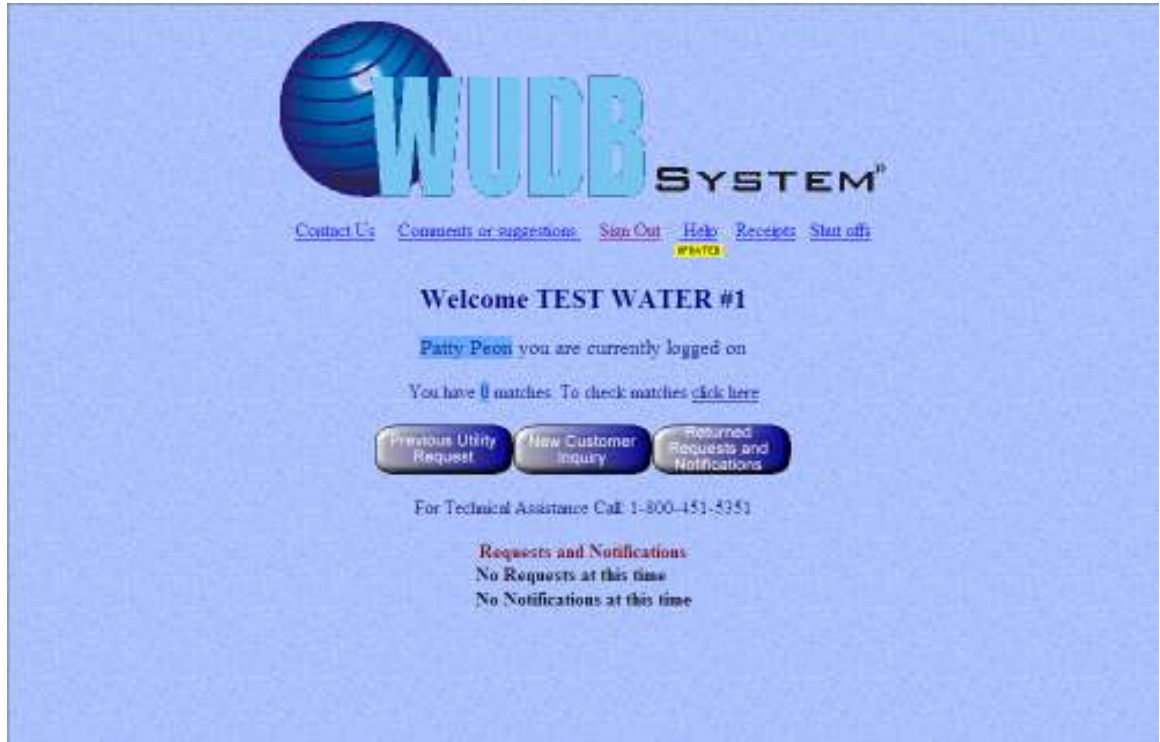 WUDB SYSTEM®
Contact Us Comments or suggestions Sign Out Help Receipts Shut offs
UPDATED
Welcome TEST WATER #1
Patty Peon you are currently logged on
You have 0 matches. To check matches click here
Previous Utility Request
New Customer Inquiry
Returned Requests and Notifications
For Technical Assistance Call: 1-800-451-5351
Requests and Notifications
No Requests at this time
No Notifications at this time